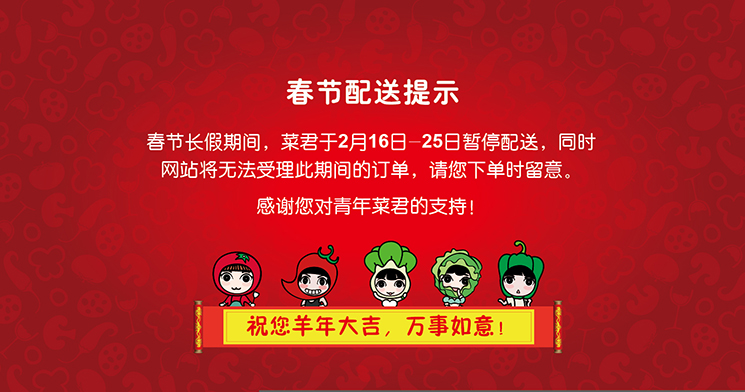 春节配送提示
春节长假期间，菜君于2月16日-25日暂停配送，同时
网站将无法受理此期间的订单，请您下单时留意。
感谢您对青年菜君的支持！
祝您羊年大吉，万事如意！